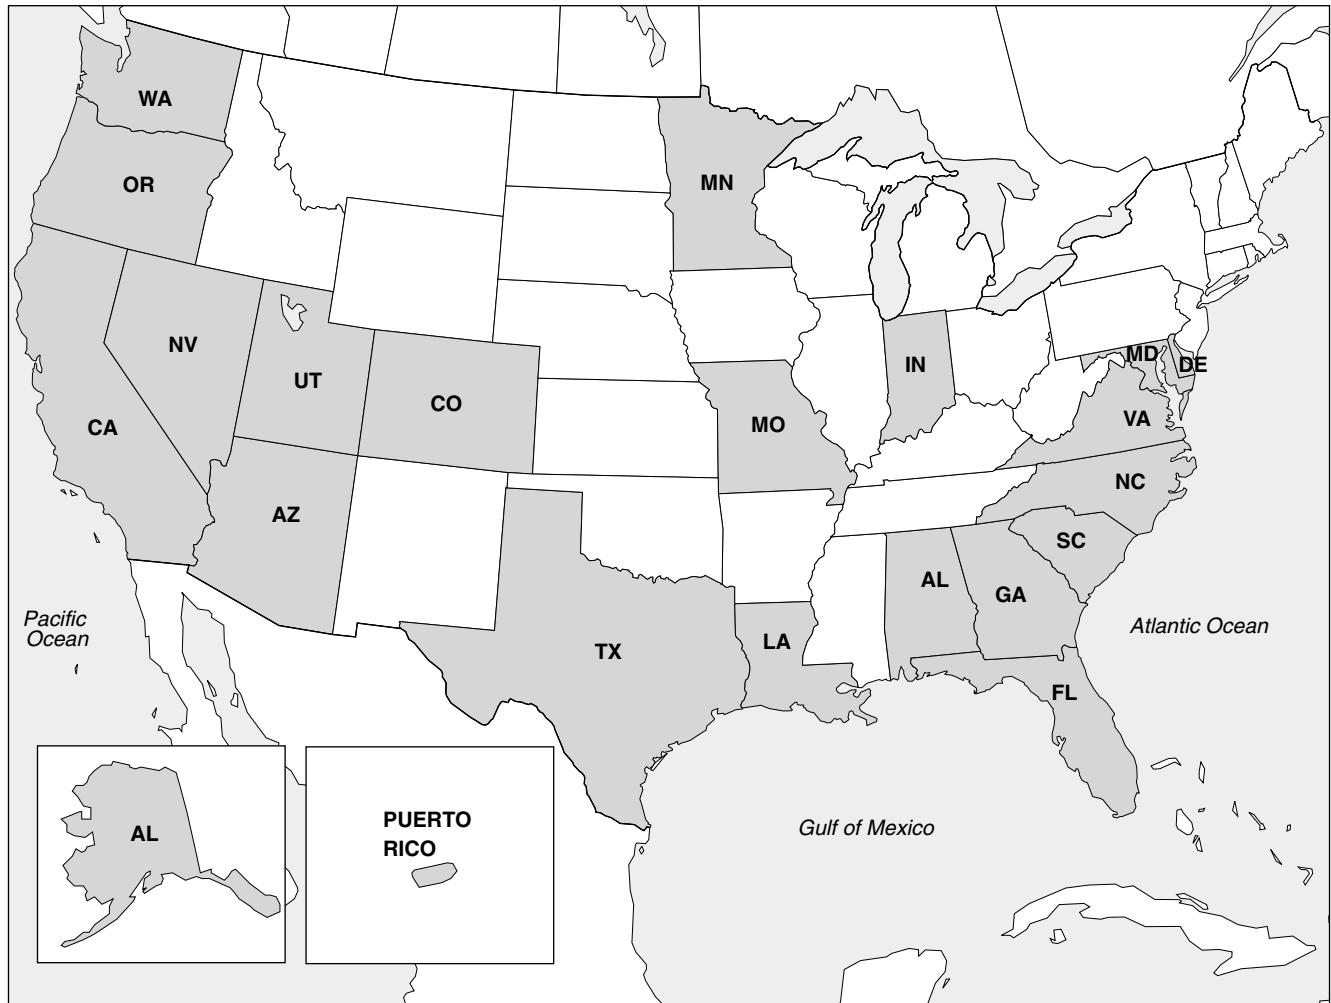 WA
OR
MN
NV
IN
MD
DE
UT
CO
CA
MO
VA
NC
AZ
SC
AL
GA
Pacific
Ocean
Atlantic Ocean
TX
LA
FL
AL
PUERTO
RICO
Gulf of Mexico